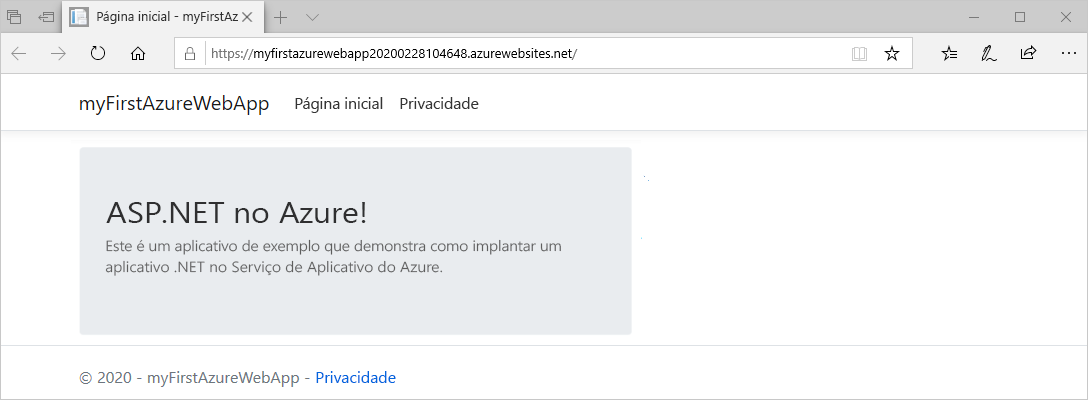 Página inicial - myFirstAz
https://myfirstazurewebapp20200228104648.azurewebsites.net/
myFirstAzureWebApp Página inicial Privacidade
ASP.NET no Azure!
Este é um aplicativo de exemplo que demonstra como implantar um
aplicativo .NET no Serviço de Aplicativo do Azure.
© 2020 - myFirstAzureWebApp - Privacidade